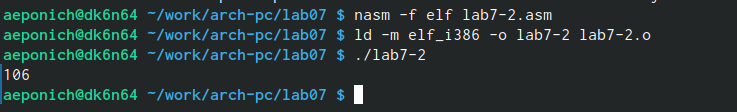 aeponich@dk6n64 ~/work/arch-pc/lab07 $ nasm -f elf lab7-2.asm
aeponich@dk6n64 ~/work/arch-pc/lab07 $ ld -m elf_i386 -o lab7-2 lab7-2.o
aeponich@dk6n64 ~/work/arch-pc/lab07 $ ./lab7-2
106
aeponich@dk6n64 ~/work/arch-pc/lab07 $